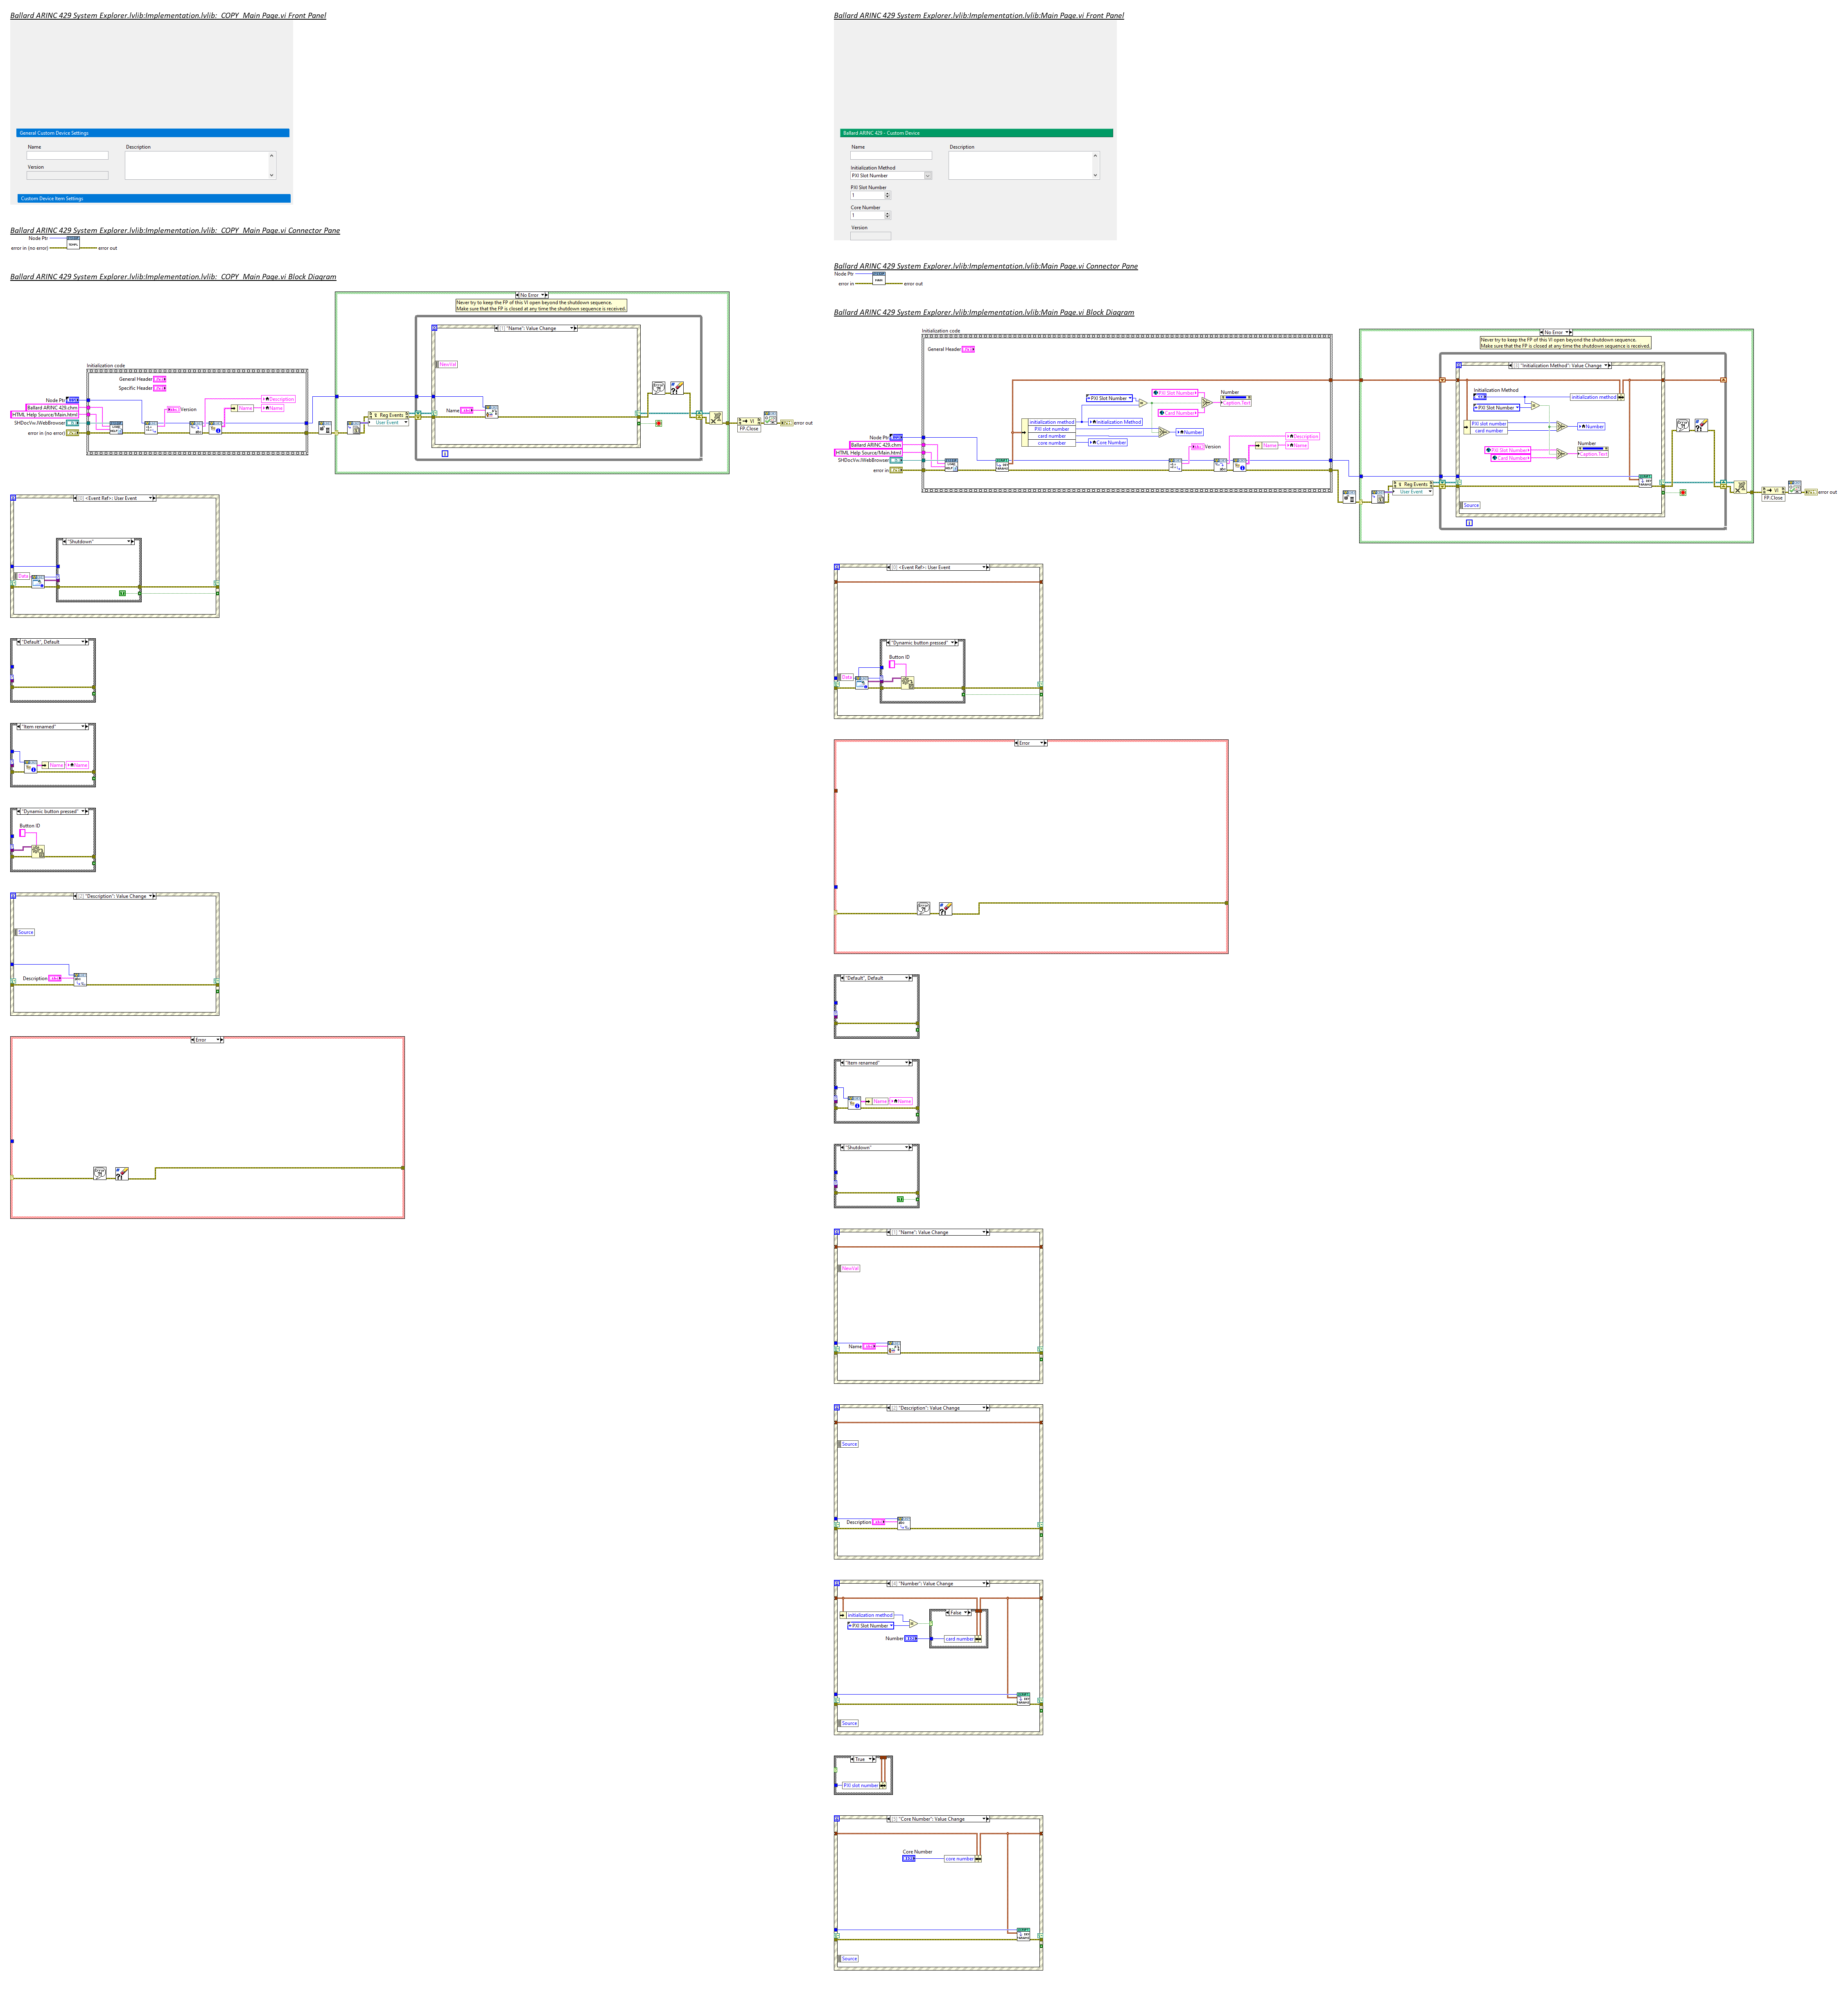 Ballard ARINC 429 System Explorer.lvlib:Implementation.lvlib:_COPY_Main Page.vi Front Panel
General Custom Device Settings
Name
Description
Version
Custom Device Item Settings
Ballard ARINC 429 System Explorer.lvlib:Implementation.lvlib:_COPY_Main Page.vi Connector Pane
Node Ptr
error in (no error)
error out
Ballard ARINC 429 System Explorer.lvlib:Implementation.lvlib:_COPY_Main Page.vi Block Diagram
No Error
Never try to keep the FP of this VI open beyond the shutdown sequence.
Make sure that the FP is closed at any time the shutdown sequence is received.
[1] "Name": Value Change
NewVal
Initialization code
General Header
Specific Header
Node Ptr
Ballard ARINC 429.chm
HTML Help Source/Main.html
SHDocVw.IWebBrowser
error in (no error)
Version
Description
Name
Name
Reg Events
User Event
Name
FP.Close
error out
[0] <Event Ref>: User Event
"Shutdown"
Data
"Default", Default
"Item renamed"
Name
Name
"Dynamic button pressed"
Button ID
[2] "Description": Value Change
Source
Description
Error
Ballard ARINC 429 System Explorer.lvlib:Implementation.lvlib:Main Page.vi Front Panel
Ballard ARINC 429 - Custom Device
Name
Description
Initialization Method
PXI Slot Number
PXI Slot Number
1
Core Number
1
Version
Ballard ARINC 429 System Explorer.lvlib:Implementation.lvlib:Main Page.vi Connector Pane
Node Ptr
error in
error out
Ballard ARINC 429 System Explorer.lvlib:Implementation.lvlib:Main Page.vi Block Diagram
Initialization code
General Header
Node Ptr
Ballard ARINC 429.chm
HTML Help Source/Main.html
SHDocVw.IWebBrowser
error in
initialization method
PXI slot number
card number
core number
PXI Slot Number
Initialization Method
Core Number
PXI Slot Number
Card Number
Number
Number
Caption.Text
Version
Description
Name
Name
Reg Events
User Event
No Error
Never try to keep the FP of this VI open beyond the shutdown sequence.
Make sure that the FP is closed at any time the shutdown sequence is received.
"Initialization Method": Value Change
Initialization Method
initialization method
PXI Slot Number
PXI slot number
card number
Number
PXI Slot Number
Card Number
Number
Caption.Text
Source
FP.Close
error out
[0] <Event Ref>: User Event
"Dynamic button pressed"
Button ID
Data
Error
"Default", Default
"Item renamed"
Name
Name
"Shutdown"
[1] "Name": Value Change
NewVal
Name
[2] "Description": Value Change
Source
Description
[4] "Number": Value Change
initialization method
PXI Slot Number
Number
False
card number
Source
True
PXI slot number
"Core Number": Value Change
Core Number
core number
Source